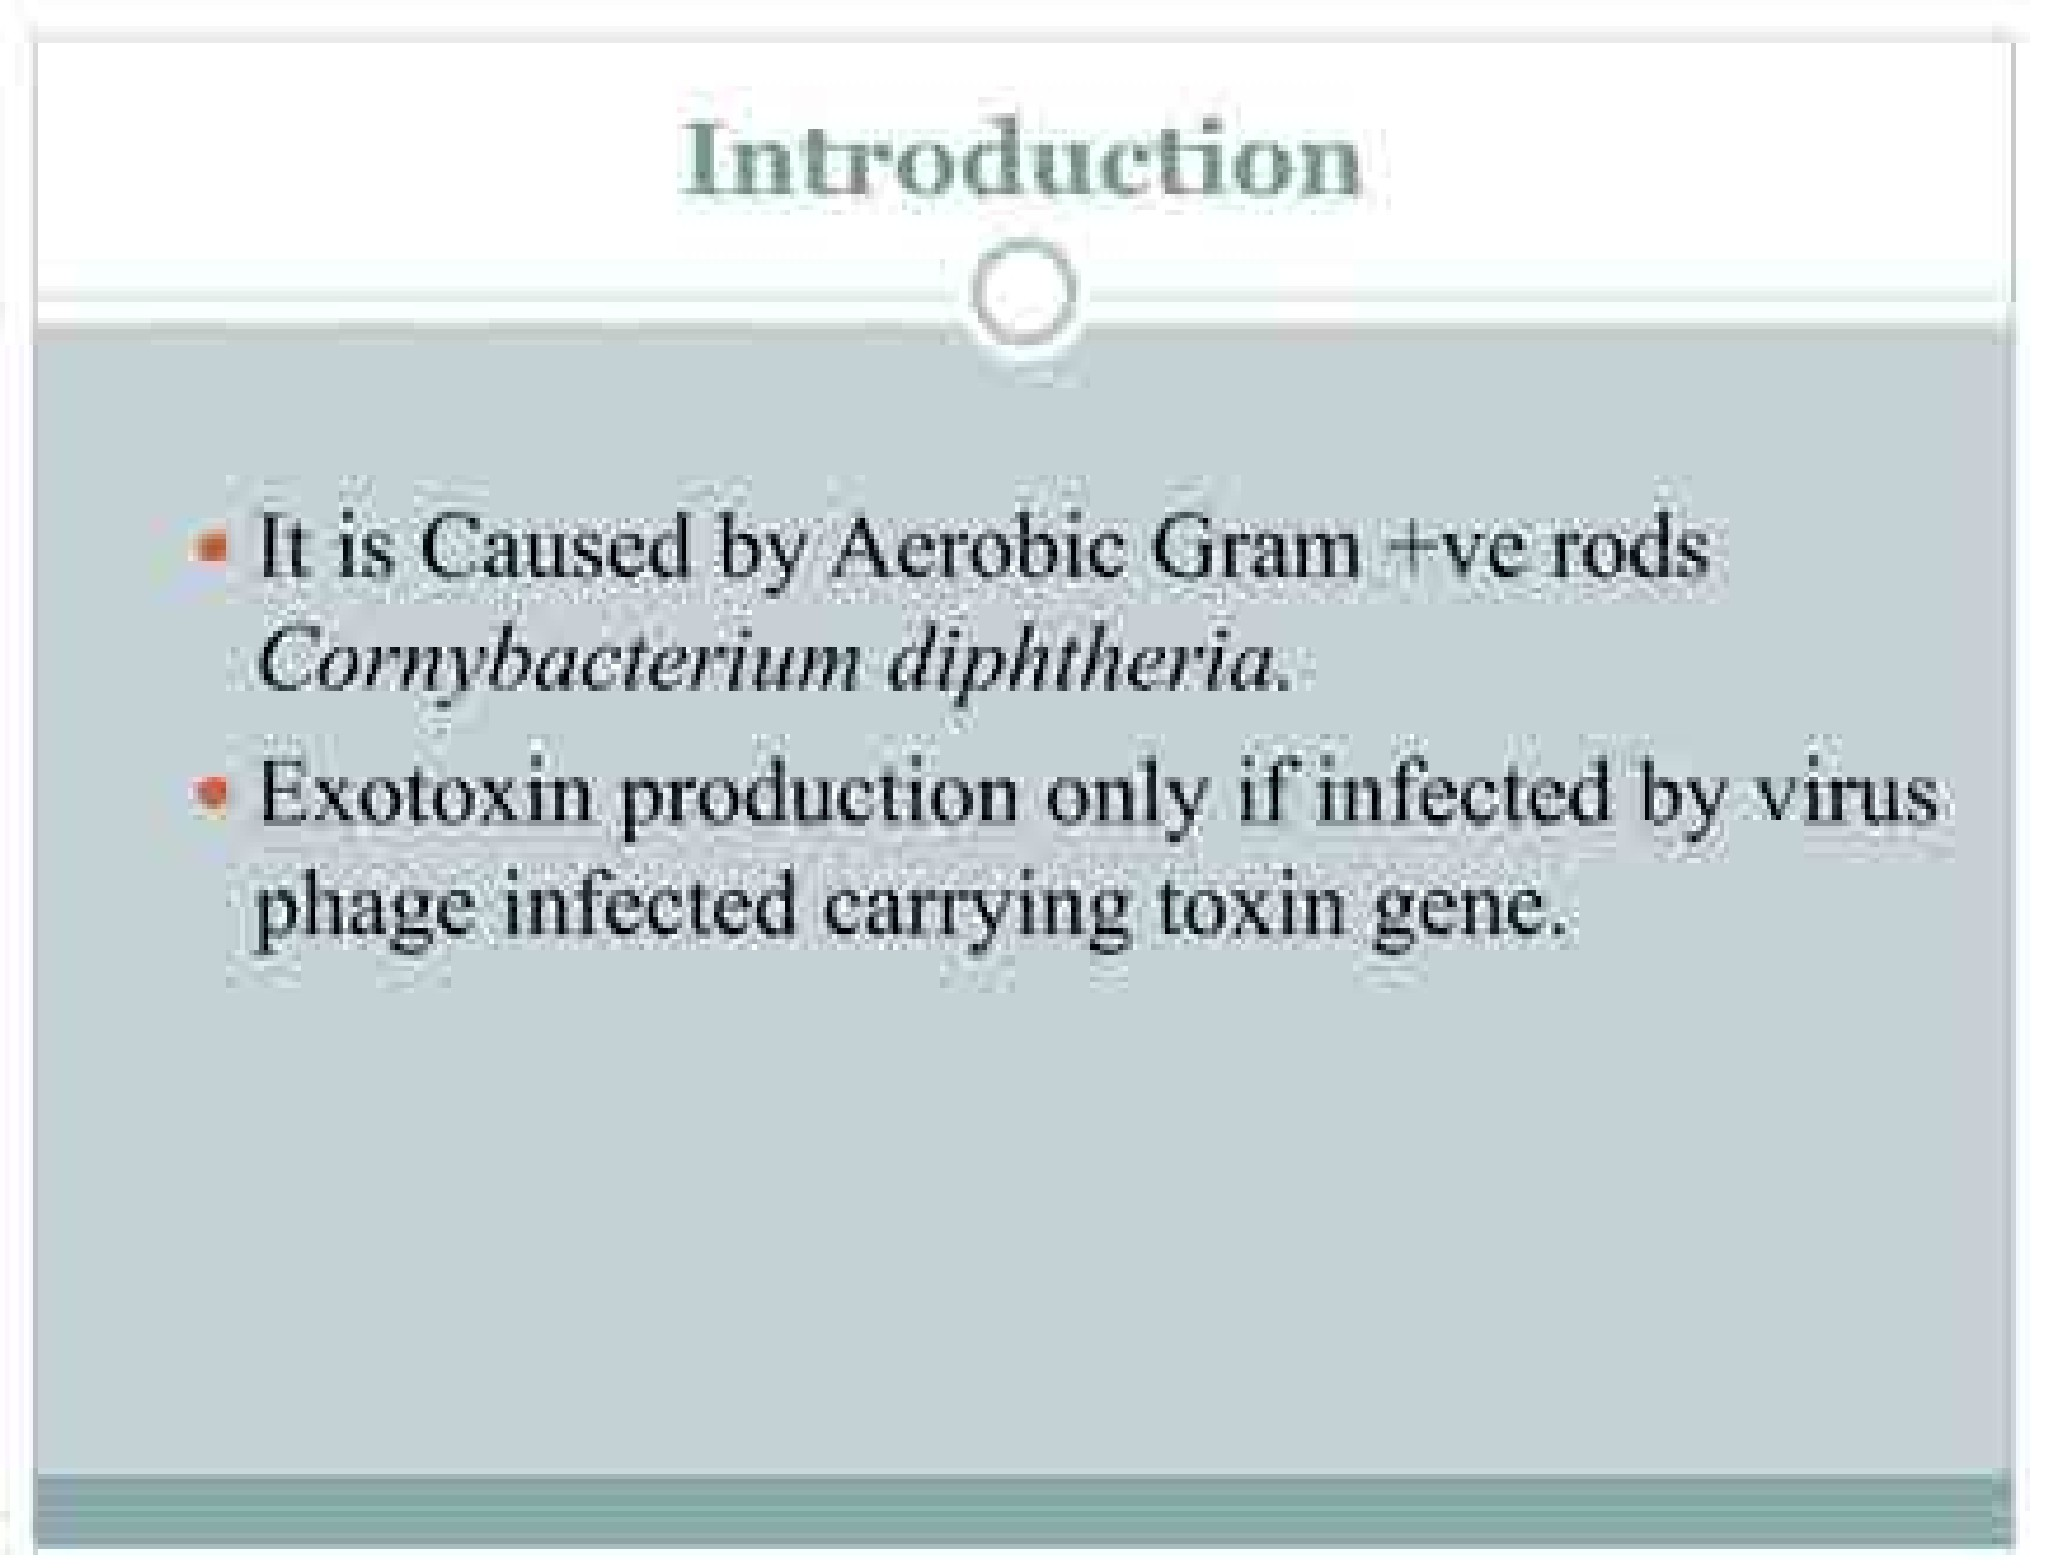 Introduction
It is Caused by Aerobic Gram +ve rods
Cornybacterium diphtheria.
Exotoxin production only if infected by virus
phage infected carrying toxin gene.